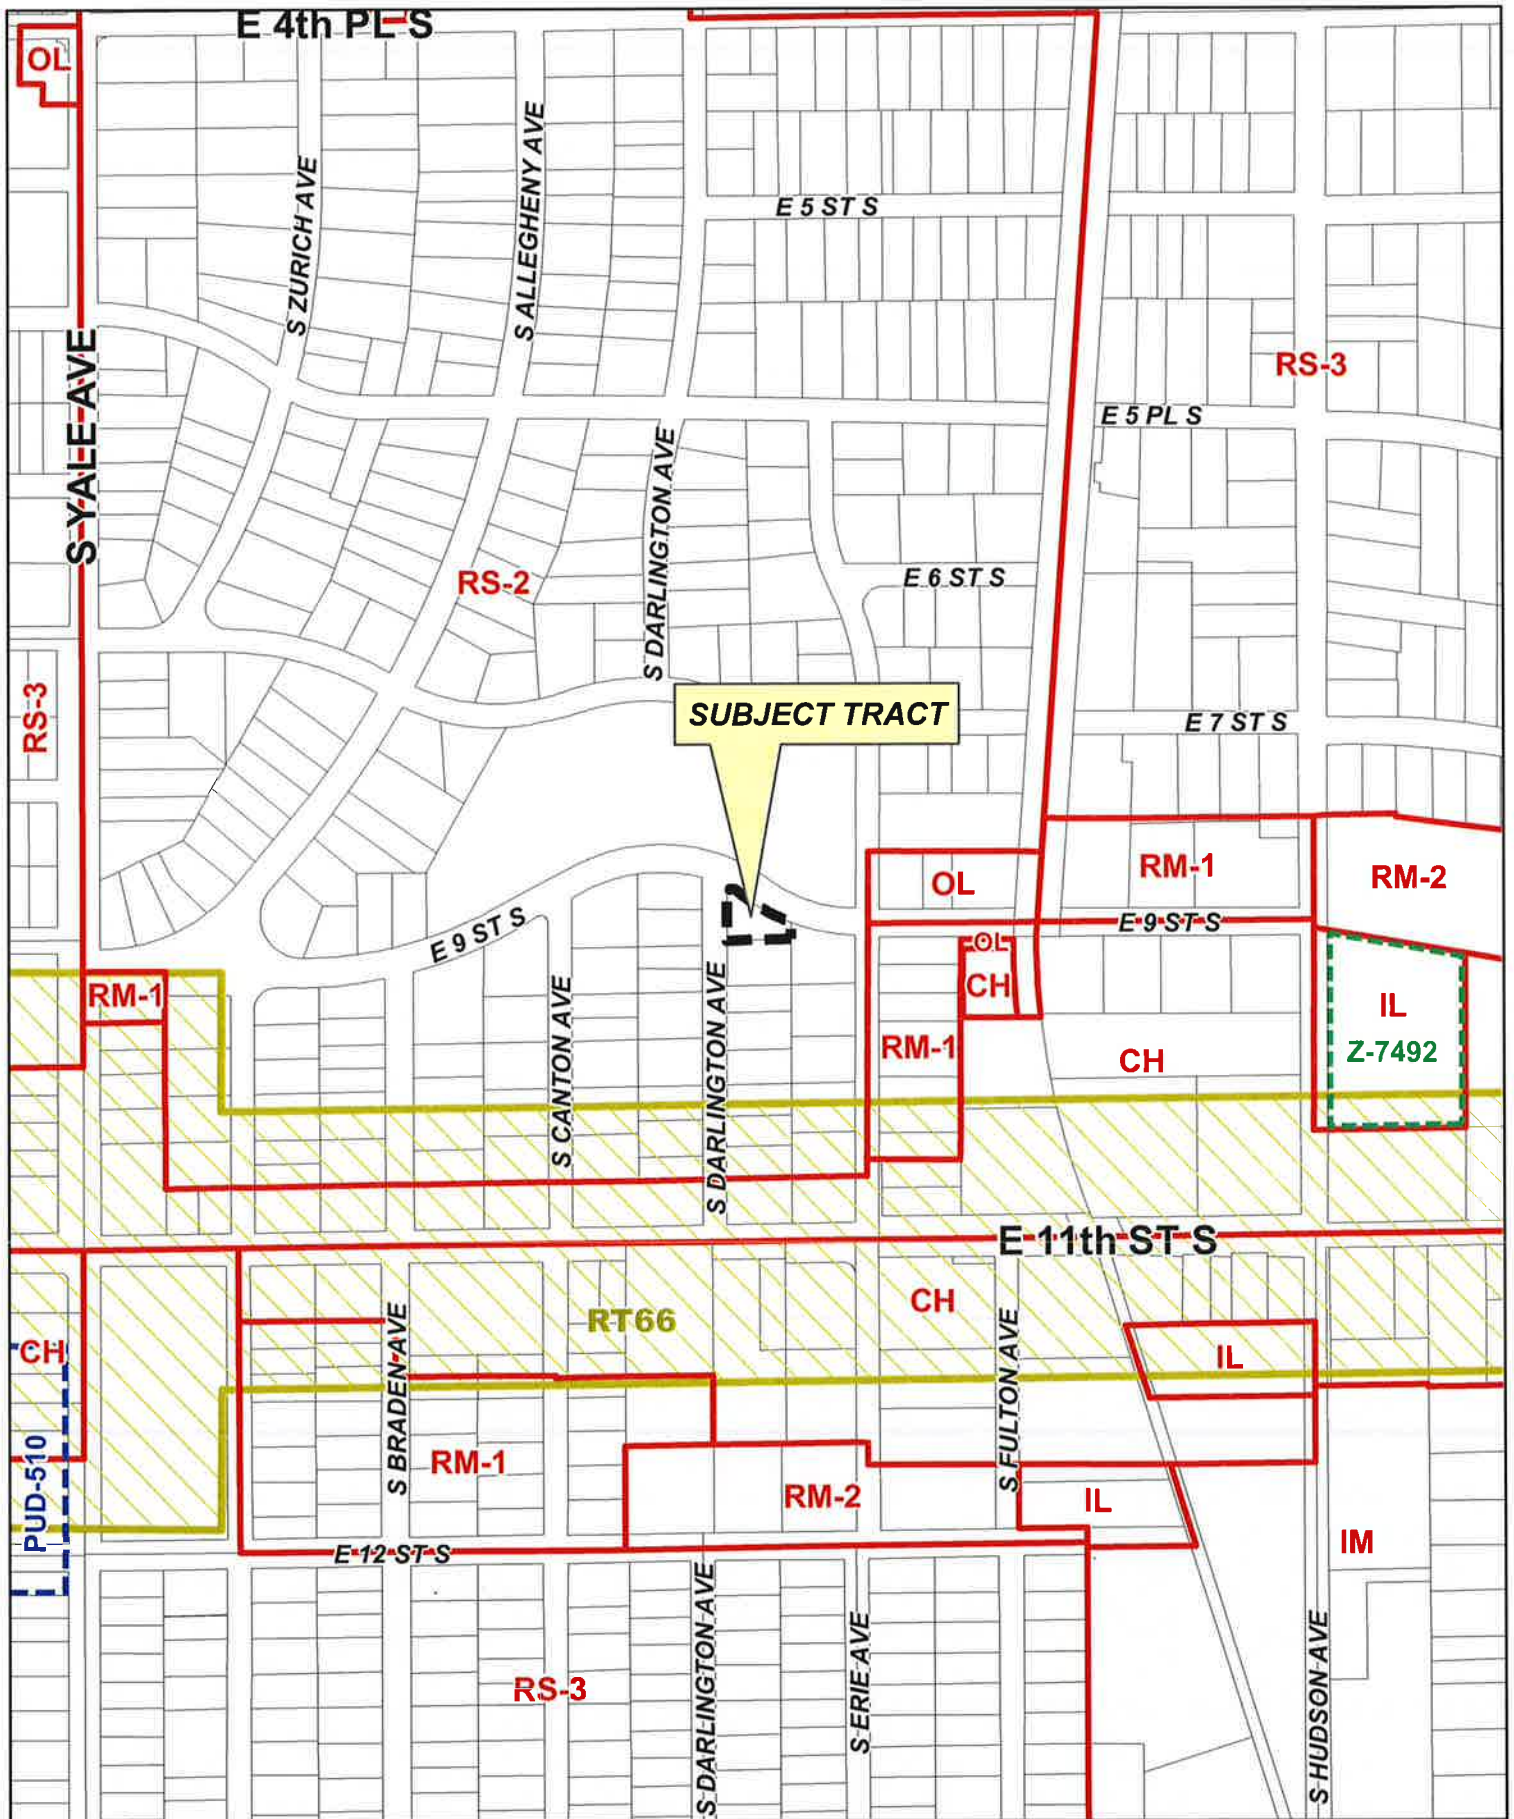 E 4th PL S
OL
S ZURICH AVE
S ALLEGHENY AVE
E 5 ST S
S YALE AVE
RS-3
E 5 PL S
S DARLINGTON AVE
RS-2
E 6 ST S
RS-3
SUBJECT TRACT
E 7 ST S
OL
RM-1
RM-2
E 9 ST S
E 9 ST S
OL
CH
RM-1
IL
Z-7492
S CANTON AVE
S DARLINGTON AVE
RM-1
CH
E 11th ST S
CH
RT66
CH
IL
S BRADEN AVE
S FULTON AVE
PUD-510
RM-1
RM-2
IL
IM
E 12 ST S
S DARLINGTON AVE
S ERIE AVE
S HUDSON AVE
RS-3